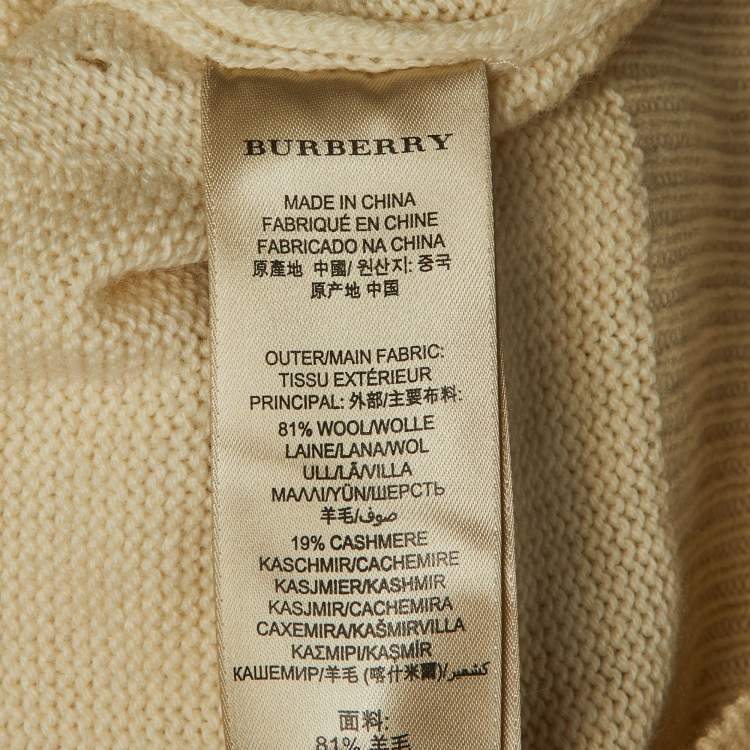 BURBERRY
MADE IN CHINA
FABRIQUÉ EN CHINE
FABRICADO NA CHINA
原產地 中國/ 원산지: 중국
原产地 中国
OUTER/MAIN FABRIC:
TISSU EXTÉRIEUR
PRINCIPAL: 外部/主要布料:
81% WOOL/WOLLE
LAINE/LANA/WOL
ULL/LÃ/VILLA
ΜΑΛΛΙ/YÜN/ШЕРСТЬ
羊毛/صوف
19% CASHMERE
KASCHMIR/CACHEMIRE
KASJMIER/KASHMIR
KASJMIR/CACHEMIRA
CAXEMIRA/KAŠMIRVILLA
ΚΑΣΜΙΡΙ/KAŞMİR
КАШЕМИР/羊毛 (喀什米爾)/كشمير
面料:
81% 羊毛